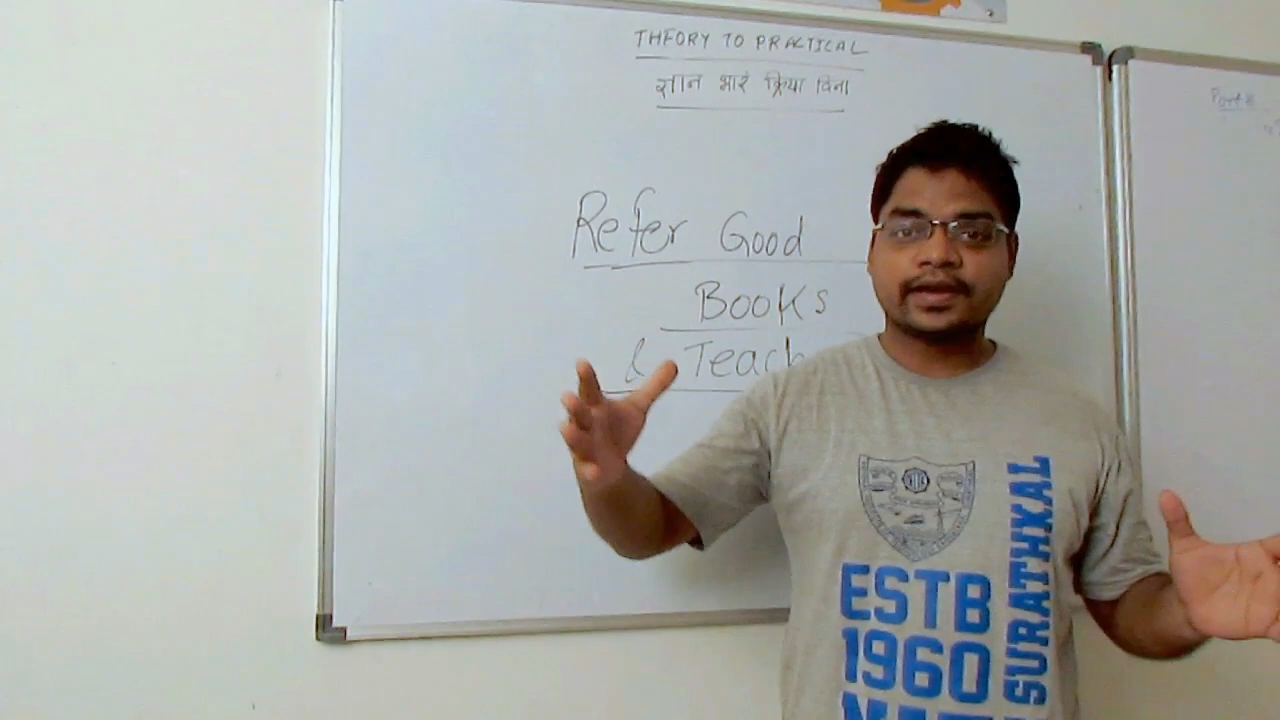 THEORY TO PRACTICAL
ज्ञान भारं क्रिया विना
Refer Good
Books
& Teach
ESTB
1960
SURATHKAL